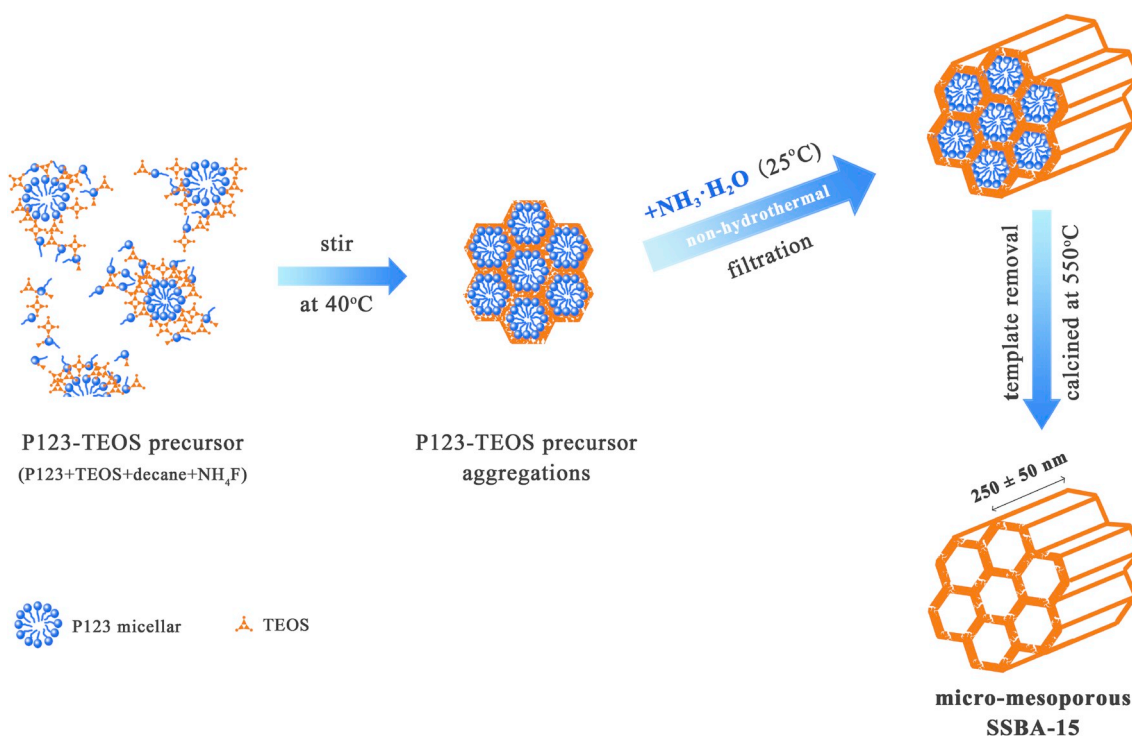 stir
at 40°C
+NH₃·H₂O (25°C)
non-hydrothermal
filtration
template removal
calcined at 550°C
P123-TEOS precursor
(P123+TEOS+decane+NH₄F)
P123-TEOS precursor
aggregations
250 ± 50 nm
P123 micellar
TEOS
micro-mesoporous
SSBA-15